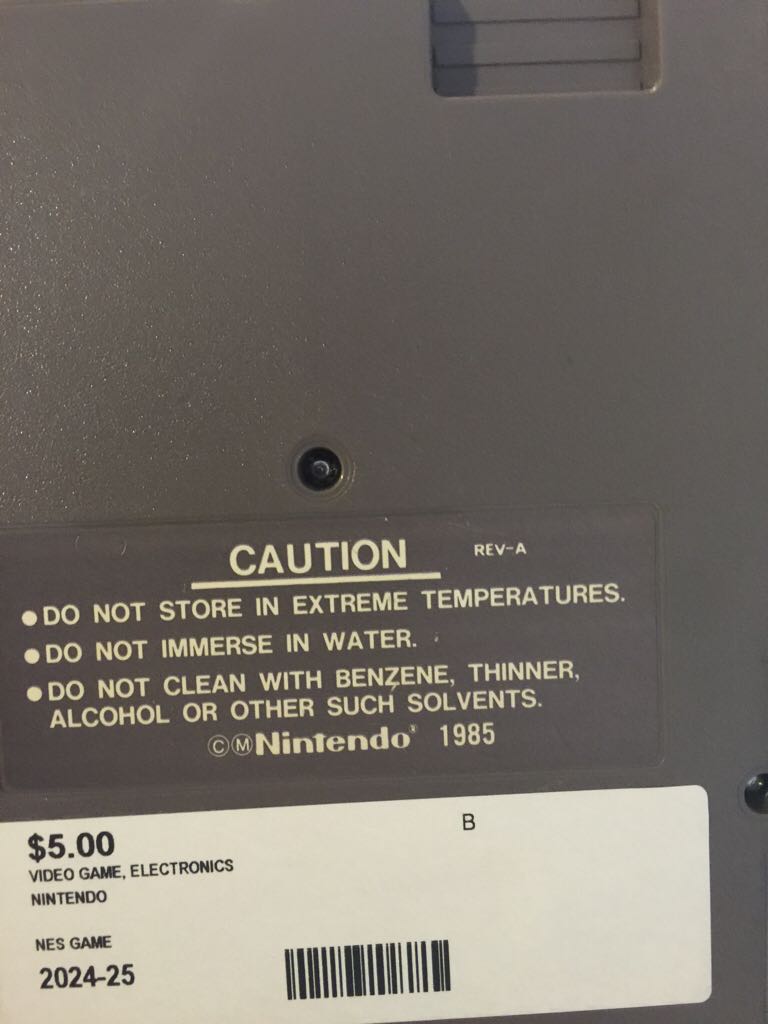 CAUTION REV-A
●DO NOT STORE IN EXTREME TEMPERATURES.
●DO NOT IMMERSE IN WATER.
●DO NOT CLEAN WITH BENZENE, THINNER,
ALCOHOL OR OTHER SUCH SOLVENTS.
ⒸⓂNintendo® 1985
$5.00 B
VIDEO GAME, ELECTRONICS
NINTENDO
NES GAME
2024-25